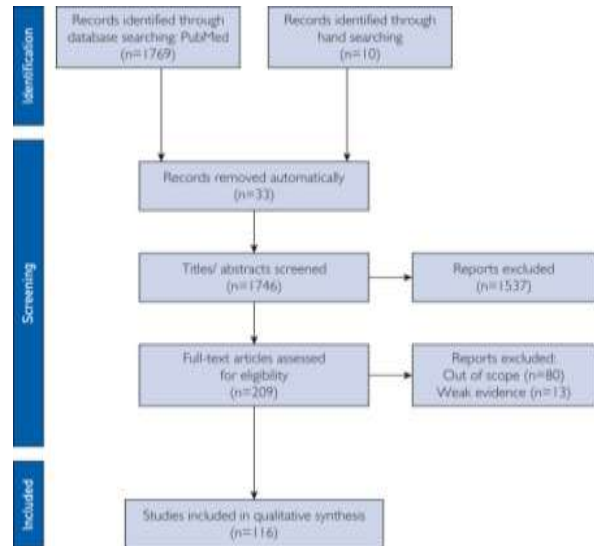 Identification
Records identified through
database searching: PubMed
(n=1769)
Records identified through
hand searching
(n=10)
Screening
Records removed automatically
(n=33)
Titles/ abstracts screened
(n=1746)
Reports excluded
(n=1537)
Full-text articles assessed
for eligibility
(n=209)
Reports excluded:
Out of scope (n=80)
Weak evidence (n=13)
Included
Studies included in qualitative synthesis
(n=116)